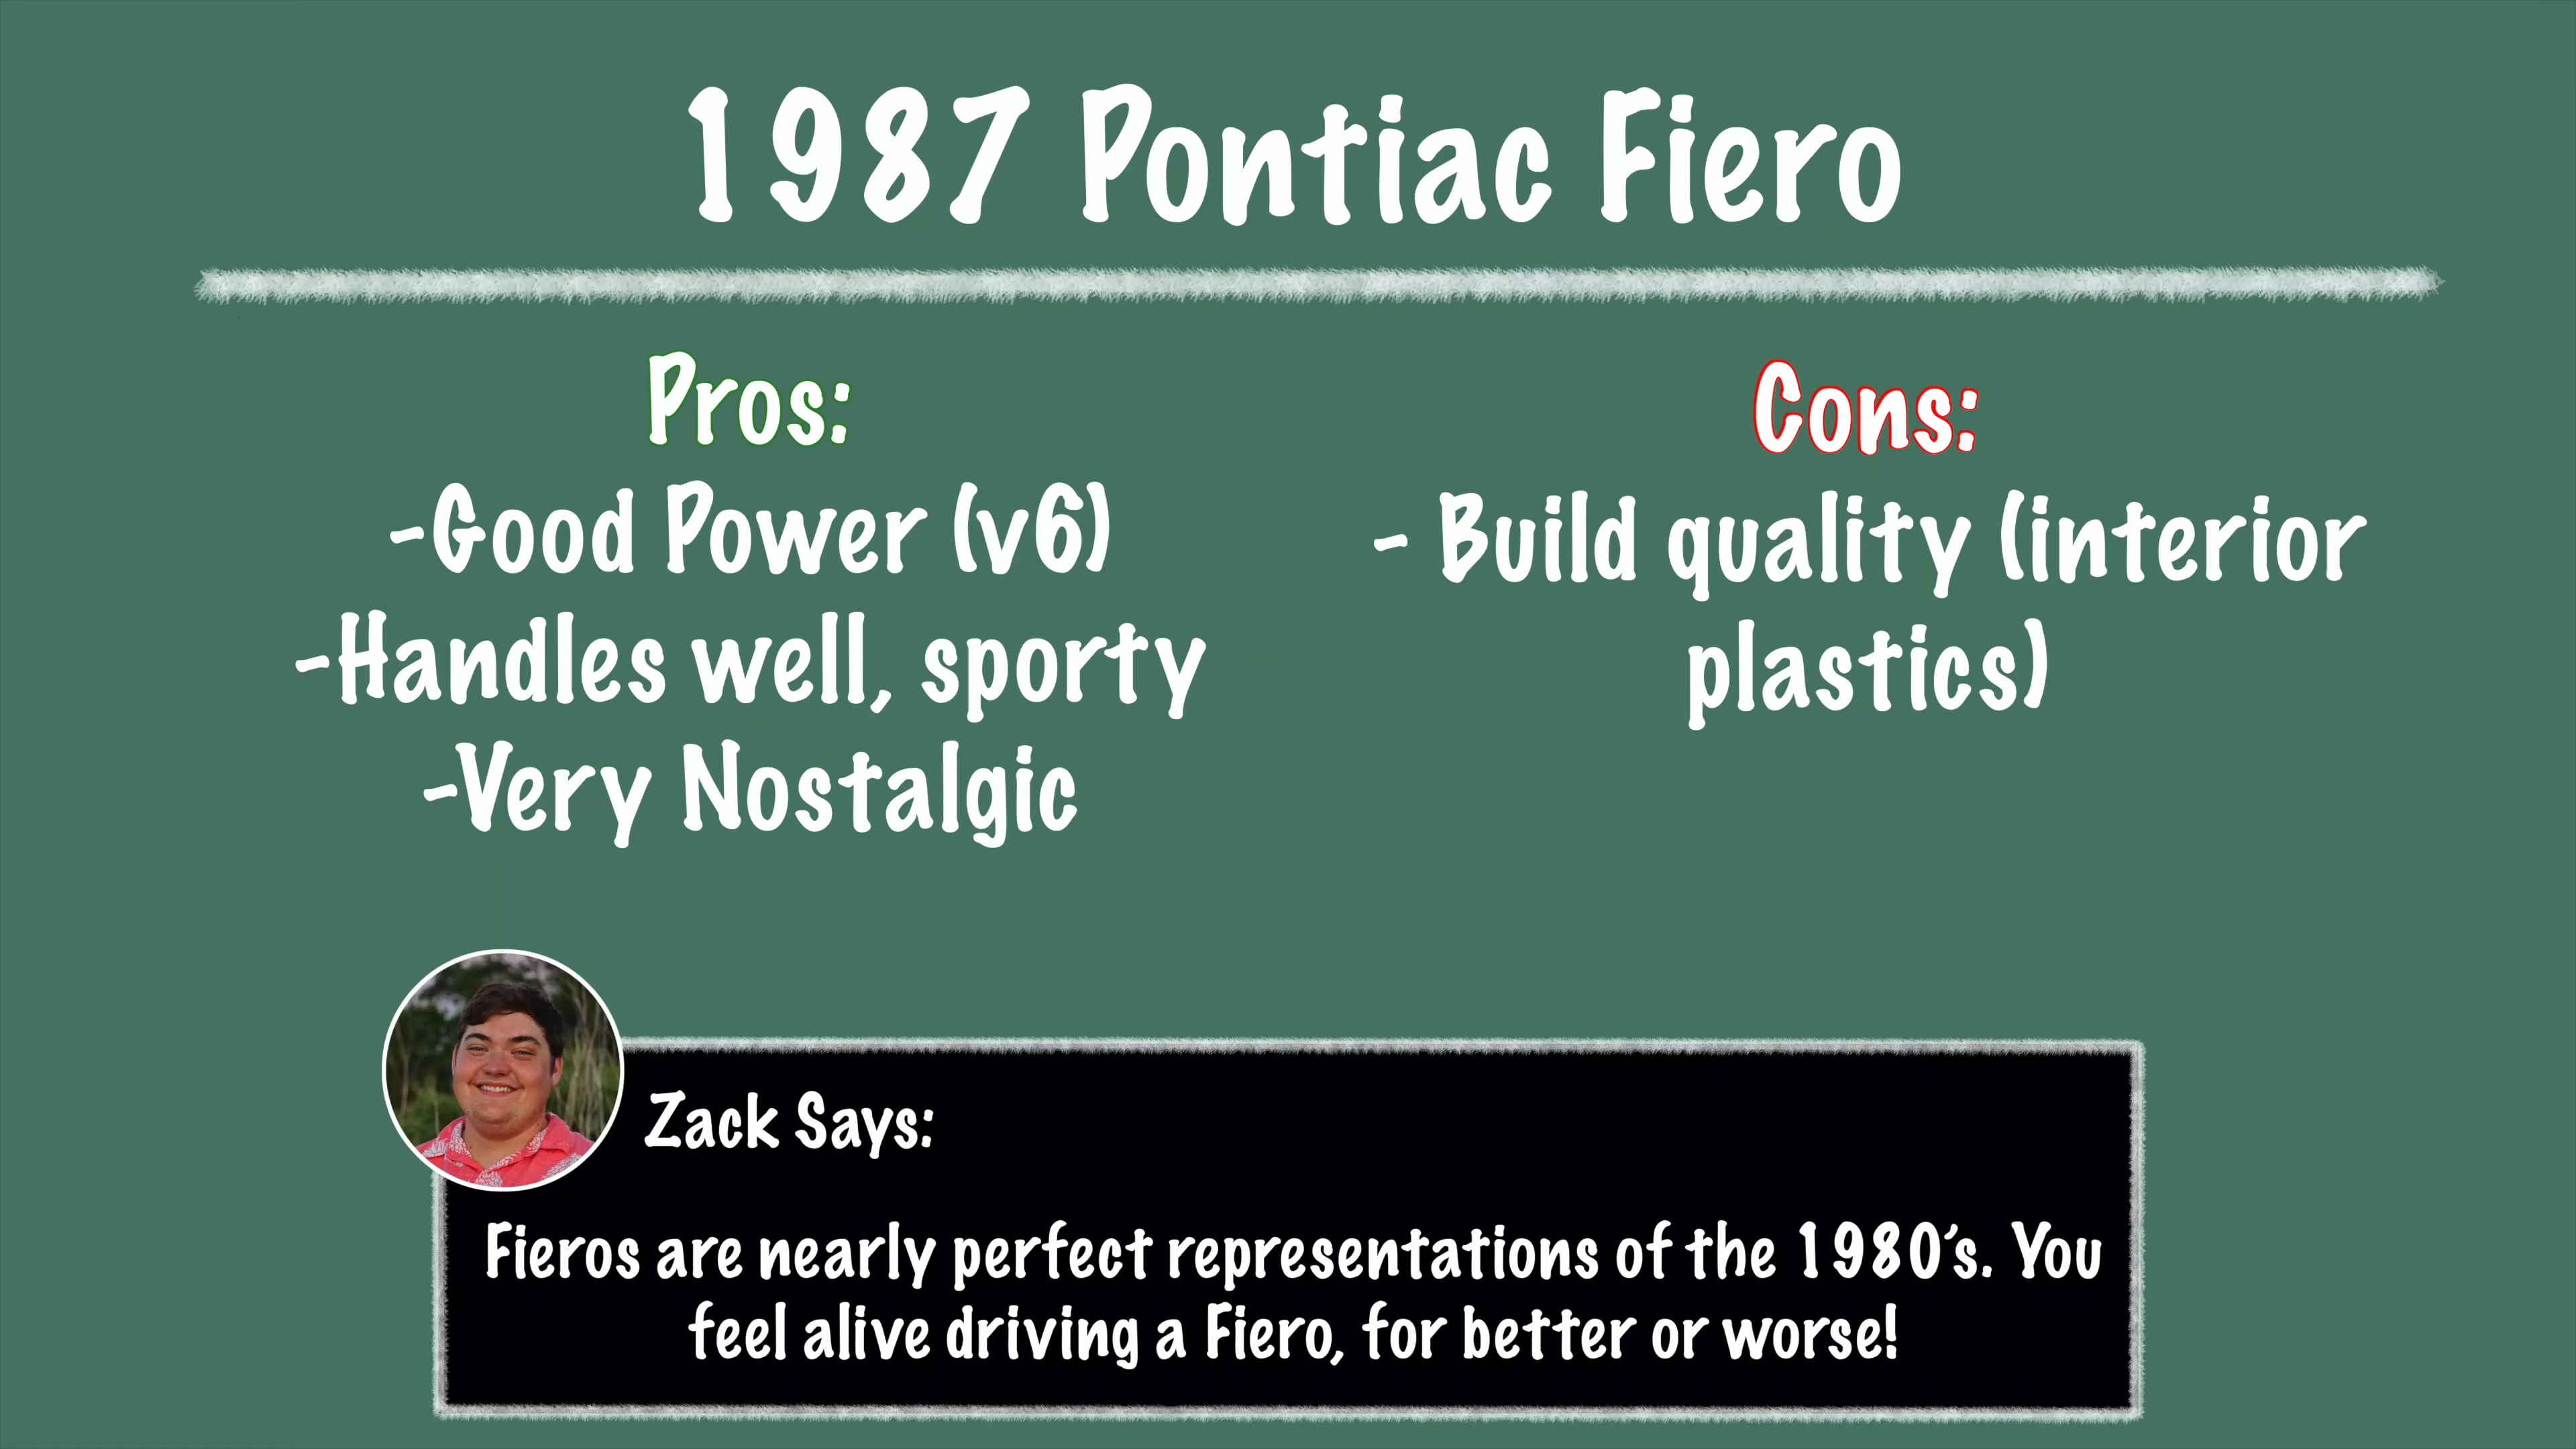 1987 Pontiac Fiero
Pros:
-Good Power (v6)
-Handles well, sporty
-Very Nostalgic
Cons:
- Build quality (interior
plastics)
Zack Says:
Fieros are nearly perfect representations of the 1980’s. You
feel alive driving a Fiero, for better or worse!